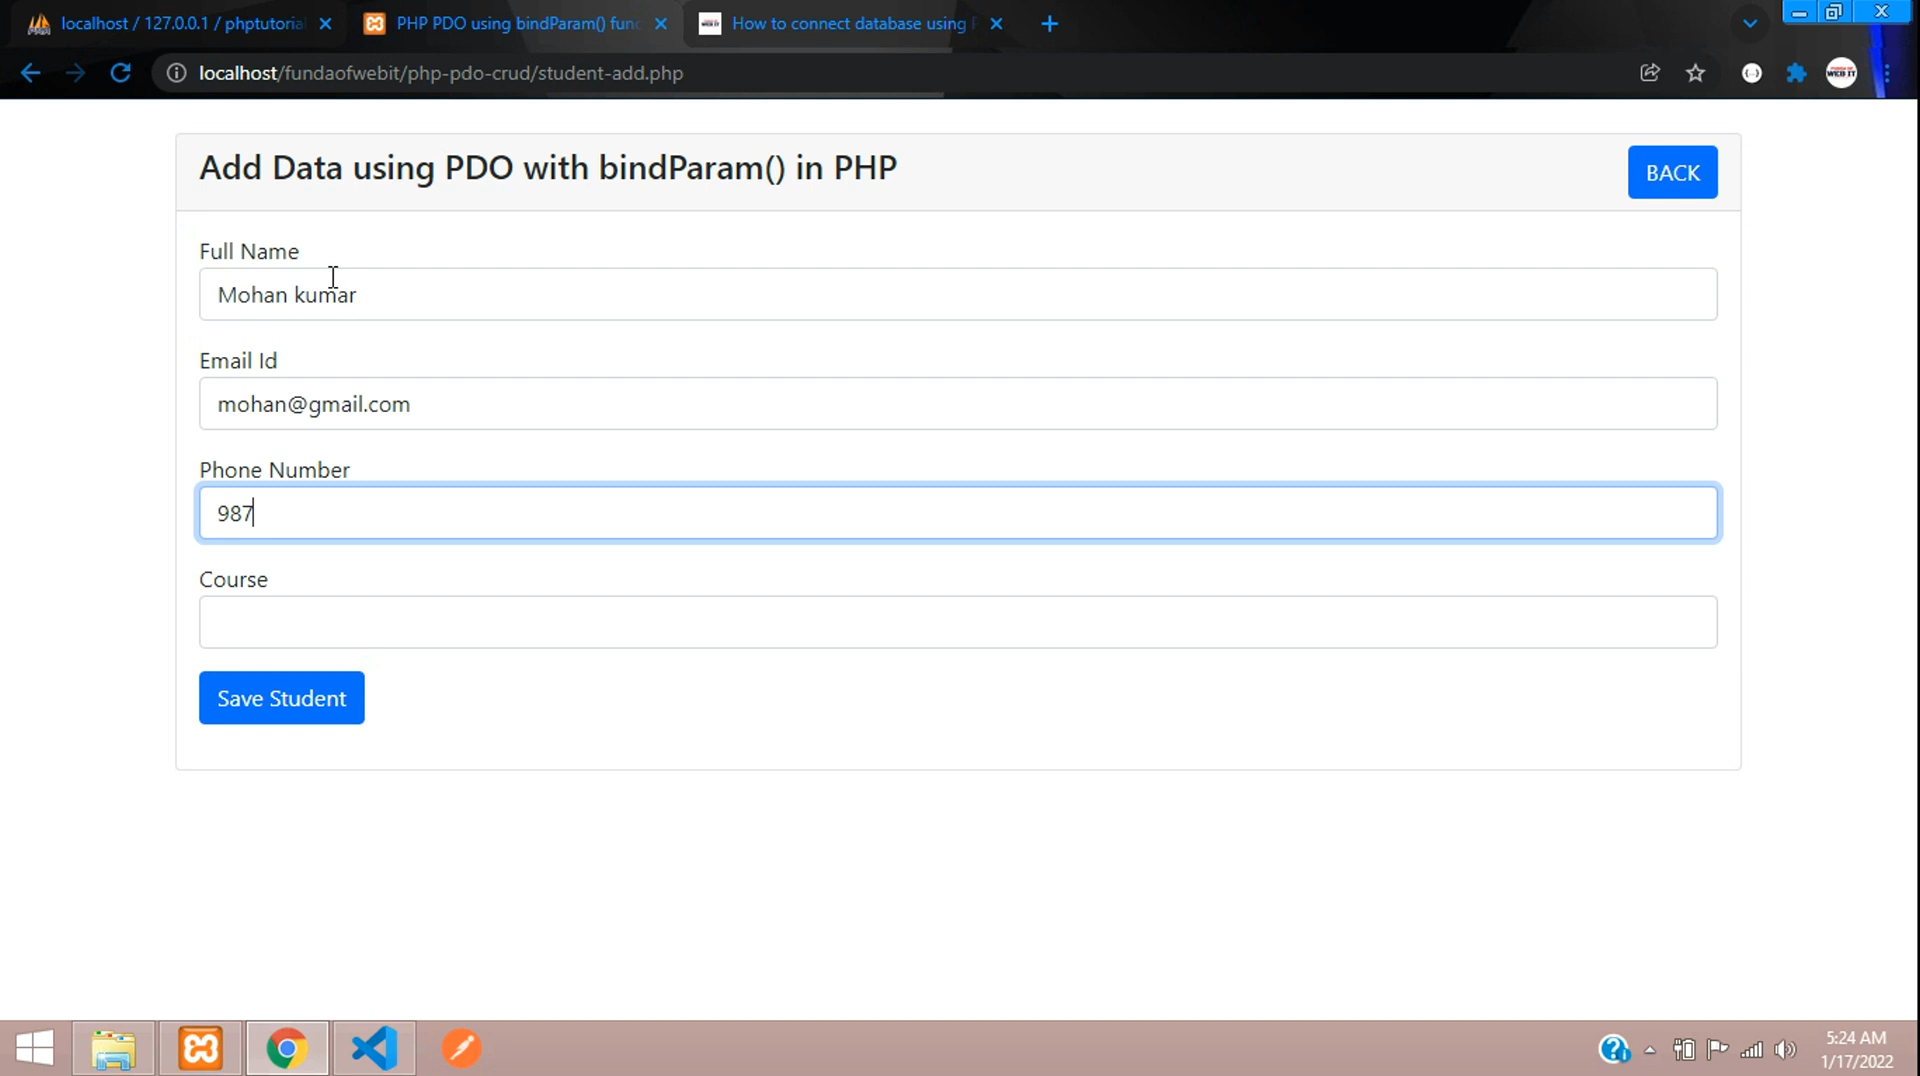 localhost / 127.0.0.1 / phptutorial
PHP PDO using bindParam() func
How to connect database using P
localhost/fundaofwebit/php-pdo-crud/student-add.php
WEB IT
Add Data using PDO with bindParam() in PHP
BACK
Full Name
Mohan kumar
Email Id
mohan@gmail.com
Phone Number
987
Course
Save Student
5:24 AM
1/17/2022